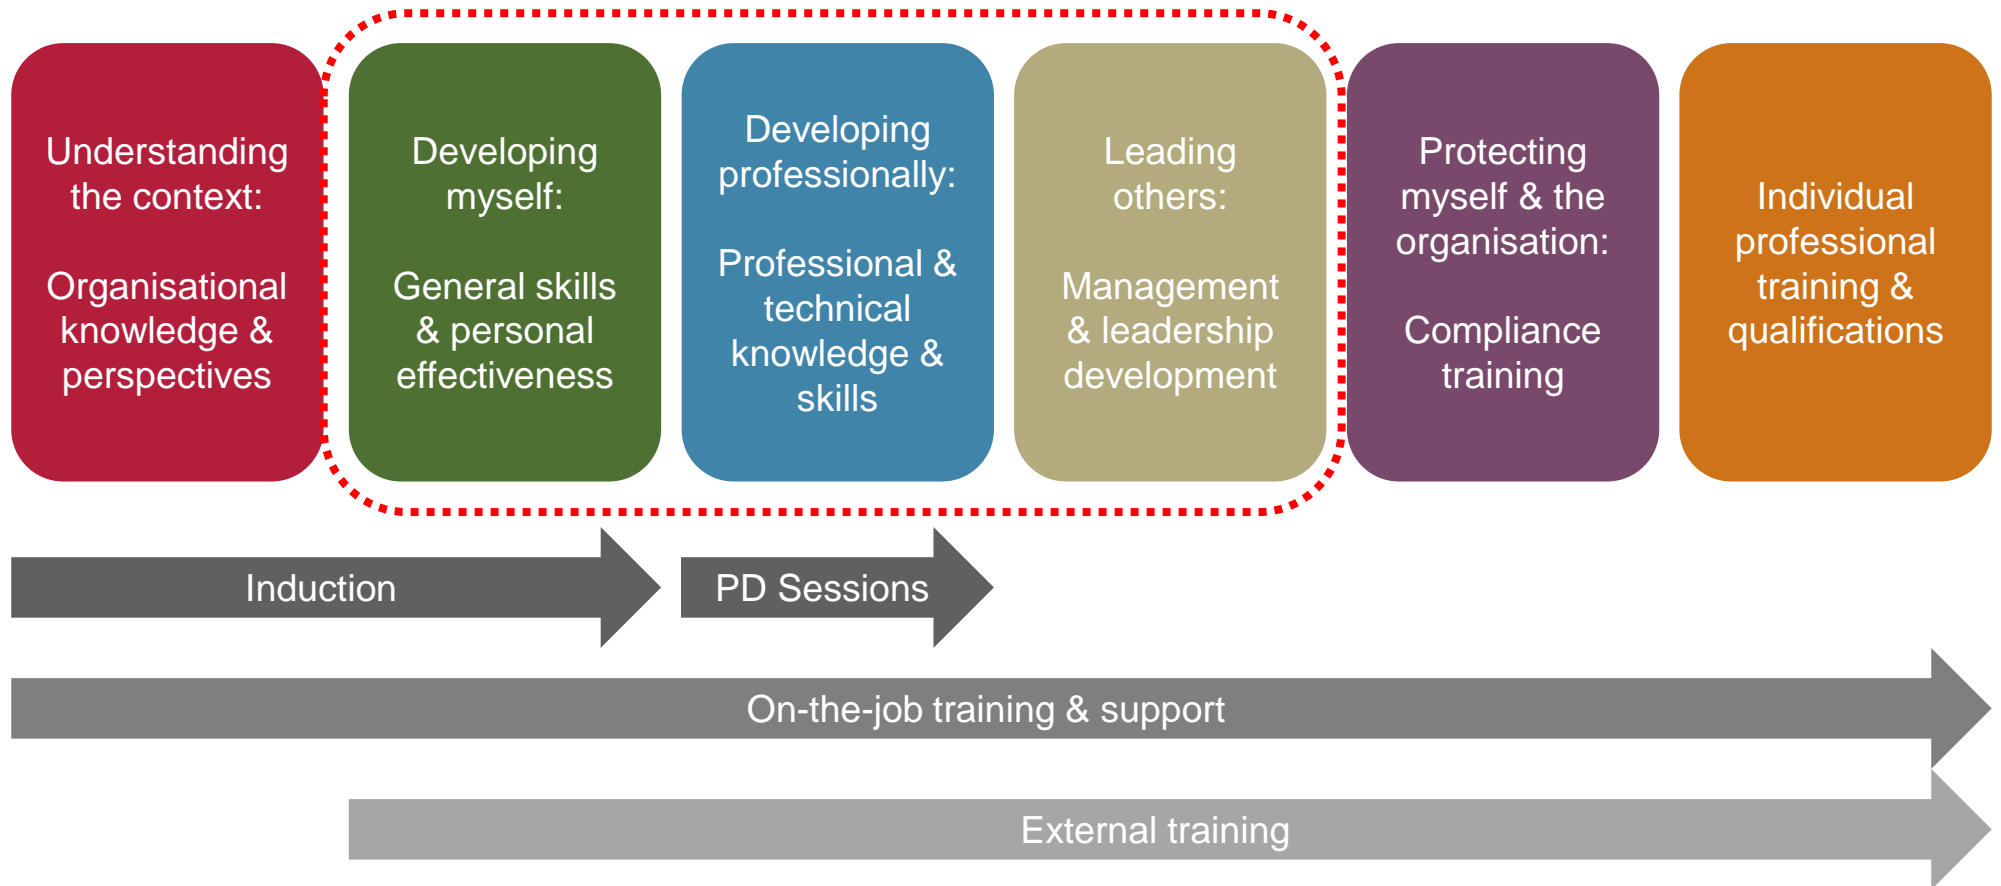 Understanding
the context:
Organisational
knowledge &
perspectives
Developing
myself:
General skills
& personal
effectiveness
Developing
professionally:
Professional &
technical
knowledge &
skills
Leading
others:
Management
& leadership
development
Protecting
myself & the
organisation:
Compliance
training
Individual
professional
training &
qualifications
Induction
PD Sessions
On-the-job training & support
External training